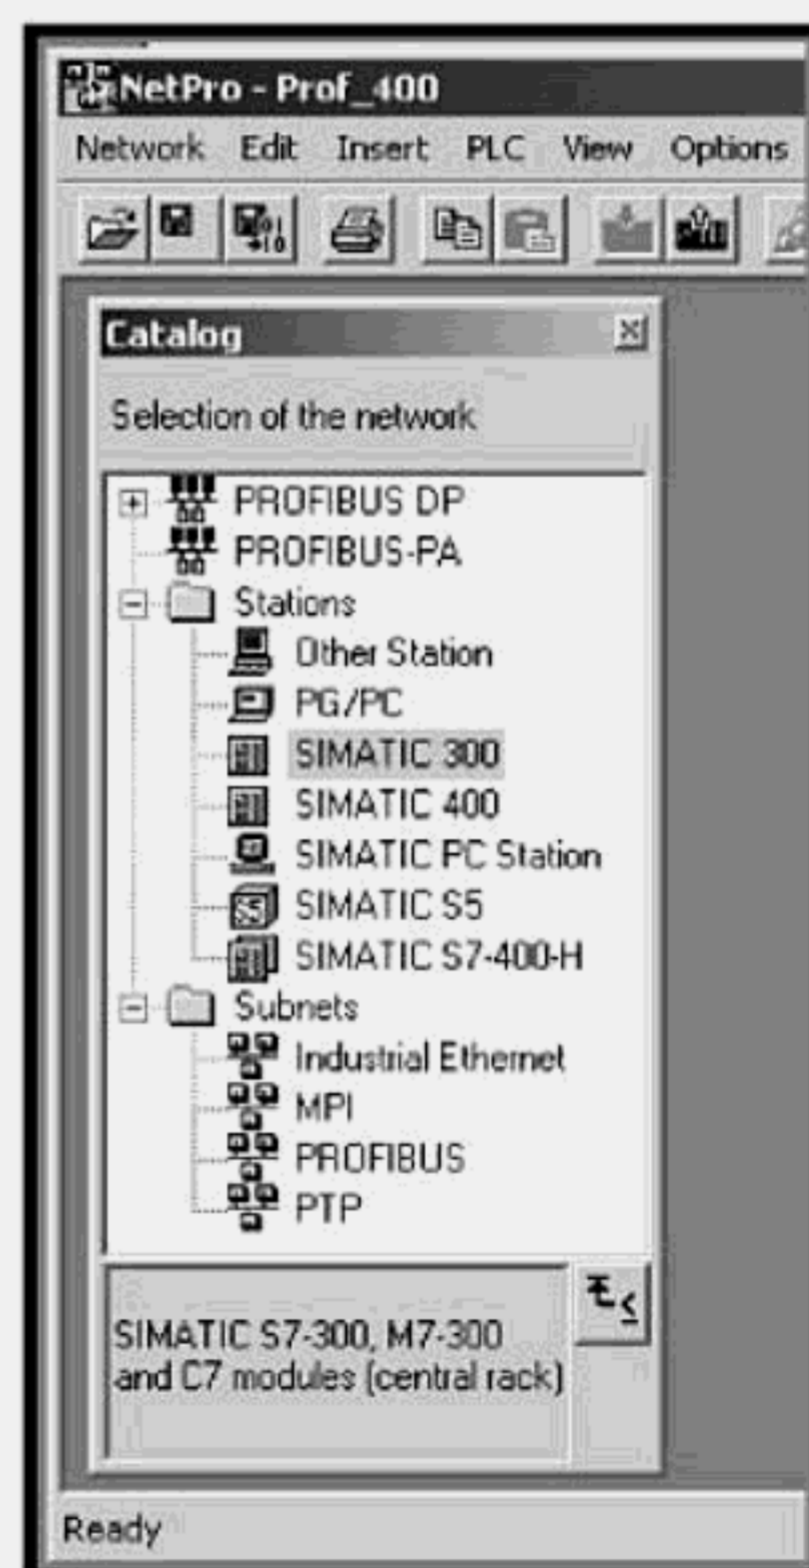 NetPro - Prof_400
Network Edit Insert PLC View Options
Catalog
Selection of the network
PROFIBUS DP
PROFIBUS-PA
Stations
Other Station
PG/PC
SIMATIC 300
SIMATIC 400
SIMATIC PC Station
SIMATIC S5
SIMATIC S7-400-H
Subnets
Industrial Ethernet
MPI
PROFIBUS
PTP
SIMATIC S7-300, M7-300
and C7 modules (central rack)
Ready